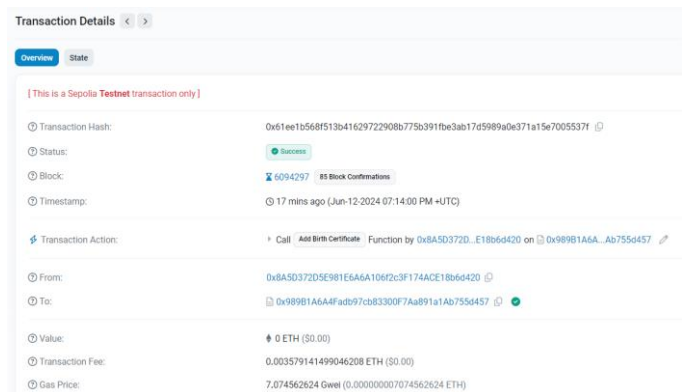 Transaction Details < >
Overview State
[ This is a Sepolia Testnet transaction only ]
Transaction Hash: 0x61ee1b568f513b41629722908b775b391fbe3ab17d5989a0e371a15e7005537f
Status: Success
Block: 6094297 85 Block Confirmations
Timestamp: 17 mins ago (Jun-12-2024 07:14:00 PM +UTC)
Transaction Action: Call Add Birth Certificate Function by 0x8A5D372D...E18b6d420 on 0x989B1A6A...Ab755d457
From: 0x8A5D372D5E981E6A6A106f2c3F174ACE18b6d420
To: 0x989B1A6A4Fadb97cb83300F7Aa891a1Ab755d457
Value: 0 ETH ($0.00)
Transaction Fee: 0.003579141499046208 ETH ($0.00)
Gas Price: 7.074562624 Gwei (0.000000007074562624 ETH)